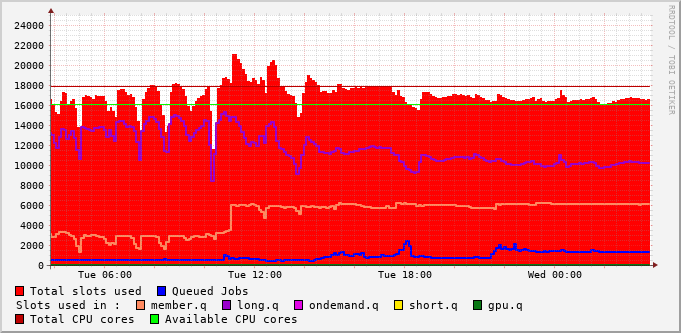 RRDTOOL / TOBI OETIKER
24000
22000
20000
18000
16000
14000
12000
10000
8000
6000
4000
2000
0
Tue 06:00 Tue 12:00 Tue 18:00 Wed 00:00
Total slots used Queued Jobs
Slots used in : member.q long.q ondemand.q short.q gpu.q
Total CPU cores Available CPU cores